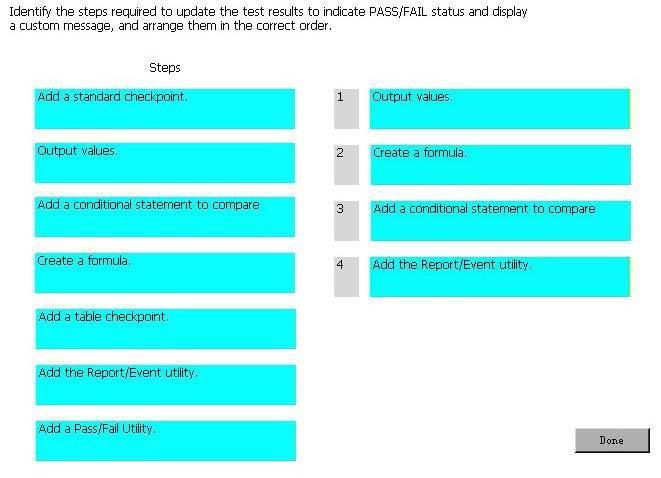 Identify the steps required to update the test results to indicate PASS/FAIL status and display
a custom message, and arrange them in the correct order.
Steps
Add a standard checkpoint.
Output values.
Add a conditional statement to compare
Create a formula.
Add a table checkpoint.
Add the Report/Event utility.
Add a Pass/Fail Utility.
1 Output values.
2 Create a formula.
3 Add a conditional statement to compare
4 Add the Report/Event utility.
Done